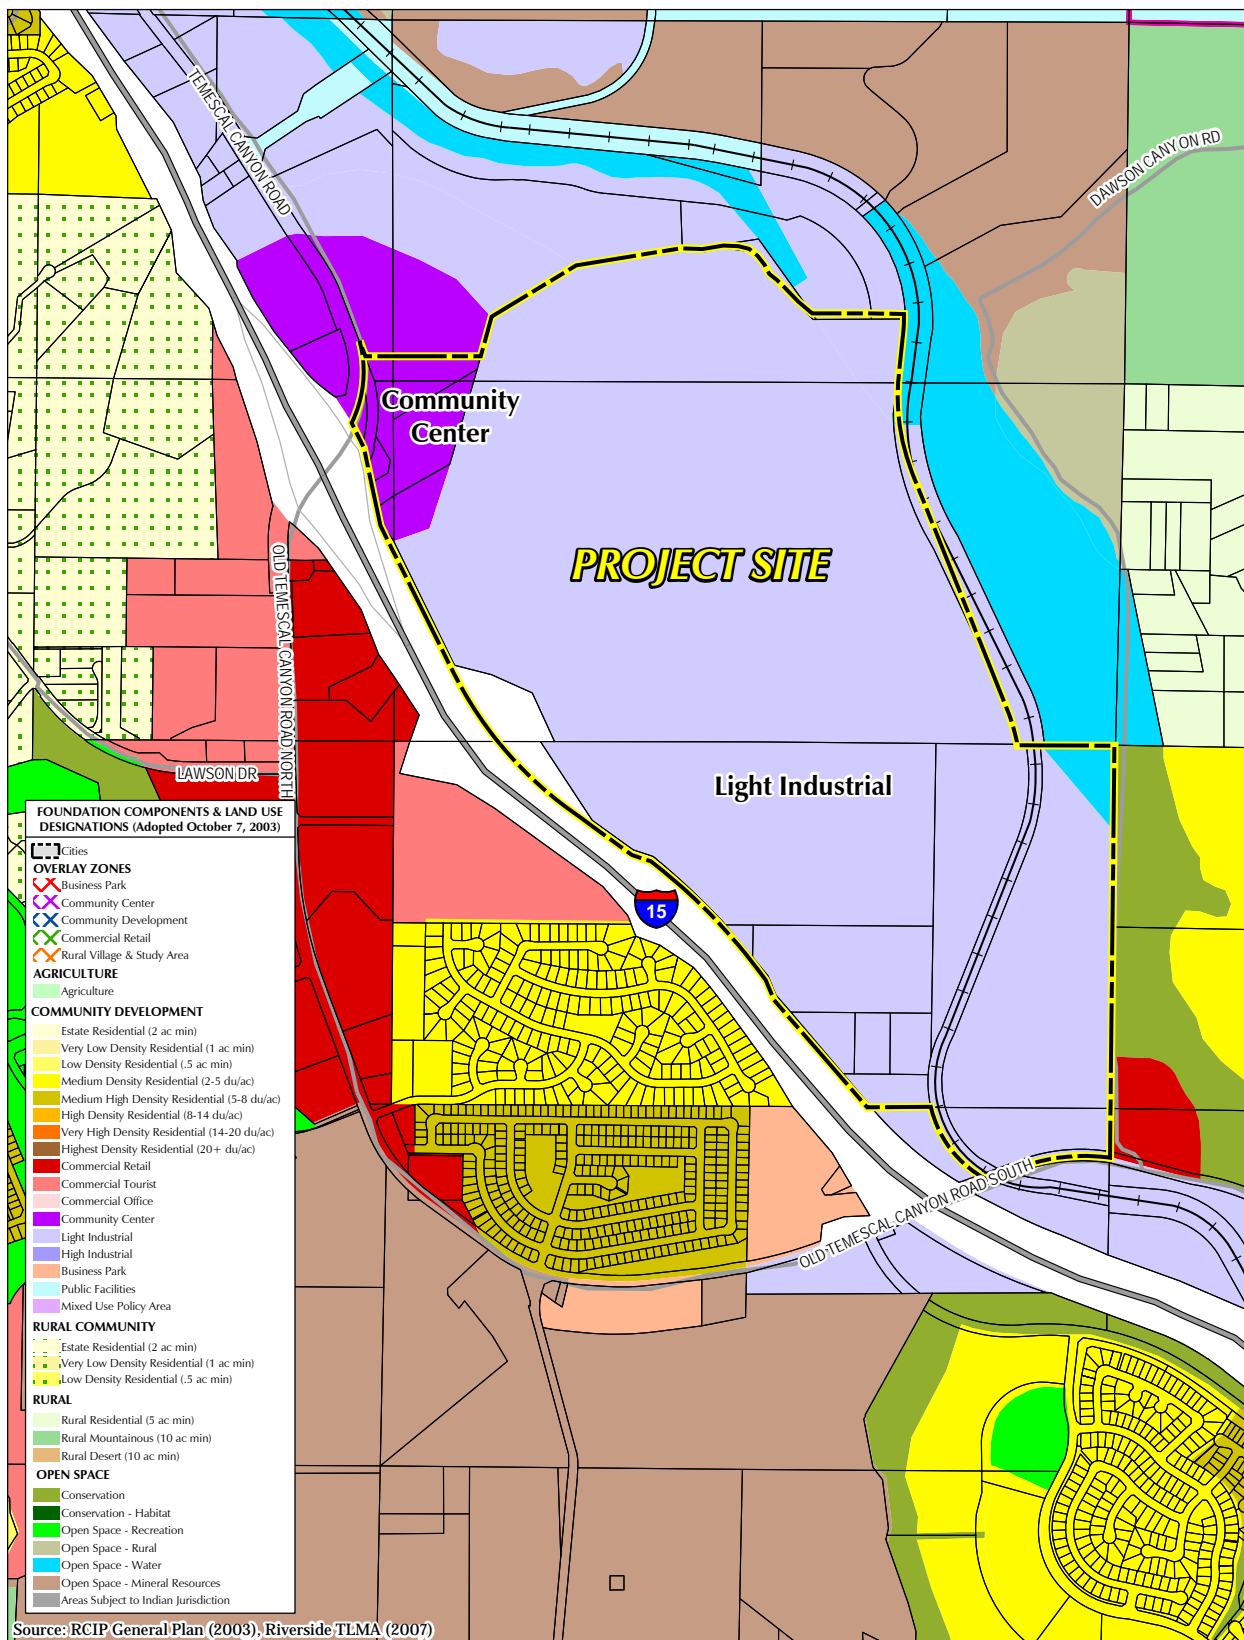 TEMESCAL CANYON ROAD
DAWSON CANYON RD
Community
Center
PROJECT SITE
OLD TEMESCAL CANYON ROAD NORTH
LAWSON DR
Light Industrial
15
OLD TEMESCAL CANYON ROAD SOUTH
FOUNDATION COMPONENTS & LAND USE
DESIGNATIONS (Adopted October 7, 2003)
Cities
OVERLAY ZONES
Business Park
Community Center
Community Development
Commercial Retail
Rural Village & Study Area
AGRICULTURE
Agriculture
COMMUNITY DEVELOPMENT
Estate Residential (2 ac min)
Very Low Density Residential (1 ac min)
Low Density Residential (.5 ac min)
Medium Density Residential (2-5 du/ac)
Medium High Density Residential (5-8 du/ac)
High Density Residential (8-14 du/ac)
Very High Density Residential (14-20 du/ac)
Highest Density Residential (20+ du/ac)
Commercial Retail
Commercial Tourist
Commercial Office
Community Center
Light Industrial
High Industrial
Business Park
Public Facilities
Mixed Use Policy Area
RURAL COMMUNITY
Estate Residential (2 ac min)
Very Low Density Residential (1 ac min)
Low Density Residential (.5 ac min)
RURAL
Rural Residential (5 ac min)
Rural Mountainous (10 ac min)
Rural Desert (10 ac min)
OPEN SPACE
Conservation
Conservation - Habitat
Open Space - Recreation
Open Space - Rural
Open Space - Water
Open Space - Mineral Resources
Areas Subject to Indian Jurisdiction
Source: RCIP General Plan (2003), Riverside TLMA (2007)